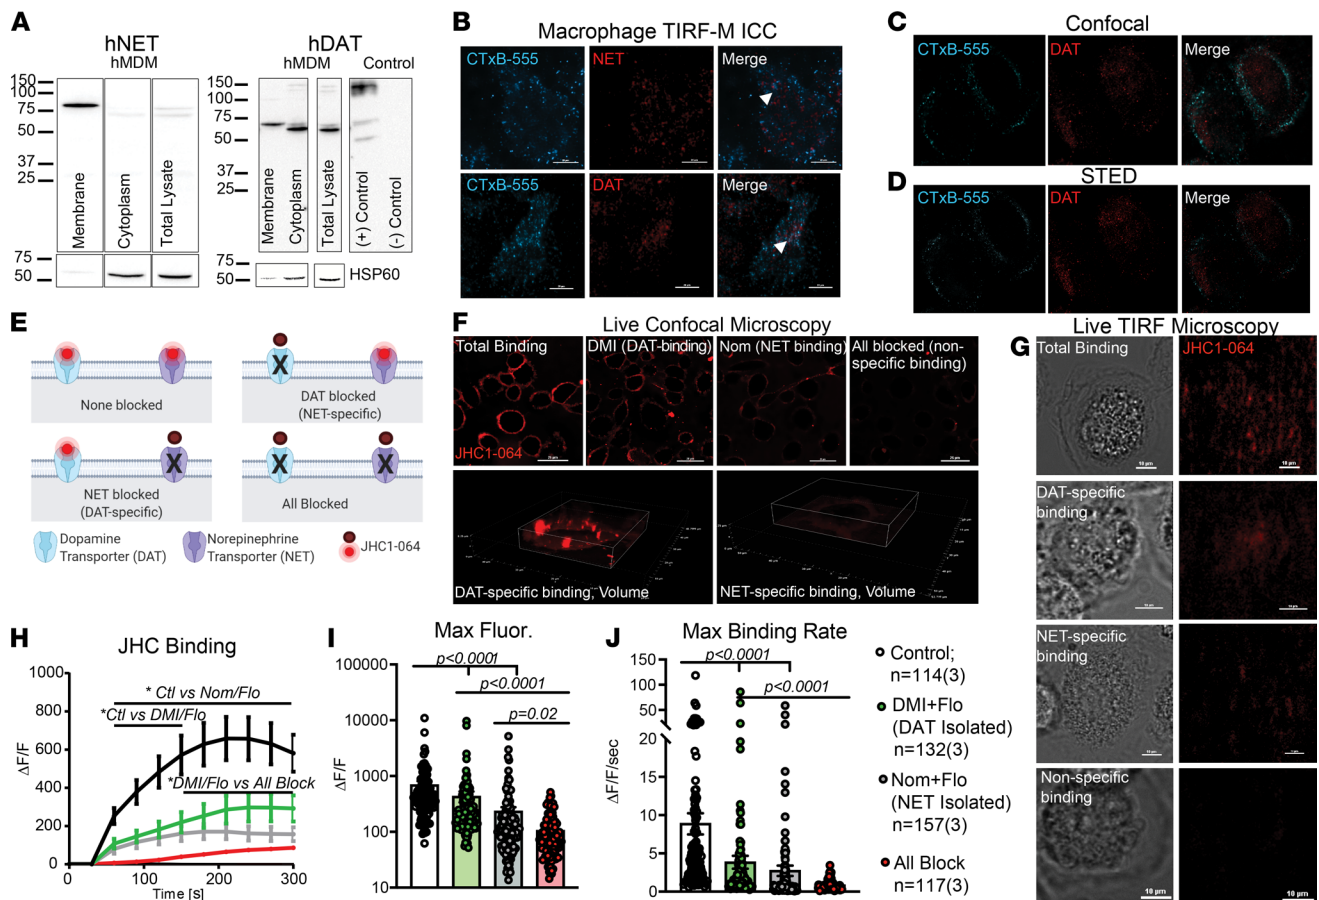 A
hNET
hMDM
150
100
75
50
37
25
Membrane
Cytoplasm
Total Lysate
75
50
hDAT
hMDM
Control
150
100
75
50
37
25
Membrane
Cytoplasm
Total Lysate
(+) Control
(-) Control
75
50
HSP60
B
Macrophage TIRF-M ICC
CTxB-555
NET
Merge
CTxB-555
DAT
Merge
C
Confocal
CTxB-555
DAT
Merge
D
STED
CTxB-555
DAT
Merge
E
None blocked
X
DAT blocked
(NET-specific)
X
NET blocked
(DAT-specific)
X
X
All Blocked
Dopamine
Transporter (DAT)
Norepinephrine
Transporter (NET)
JHC1-064
F
Live Confocal Microscopy
Total Binding
JHC1-064
DMI (DAT-binding)
Nom (NET binding)
All blocked (non-
specific binding)
DAT-specific binding, Volume
NET-specific binding, Volume
G
Live TIRF Microscopy
Total Binding
10 µm
JHC1-064
10 µm
DAT-specific
binding
NET-specific
binding
Non-specific
binding
10 µm
10 µm
H
JHC Binding
ΔF/F
1000
800
600
400
200
0
0
100
200
300
Time [s]
* Ctl vs Nom/Flo
*Ctl vs DMI/Flo
*DMI/Flo vs All Block
I
Max Fluor.
ΔF/F
100000
10000
1000
100
10
p<0.0001
p<0.0001
p=0.02
J
Max Binding Rate
ΔF/F/sec
150
100
50
20
15
10
5
0
p<0.0001
p<0.0001
Control;
n=114(3)
DMI+Flo
(DAT Isolated)
n=132(3)
Nom+Flo
(NET Isolated)
n=157(3)
All Block
n=117(3)